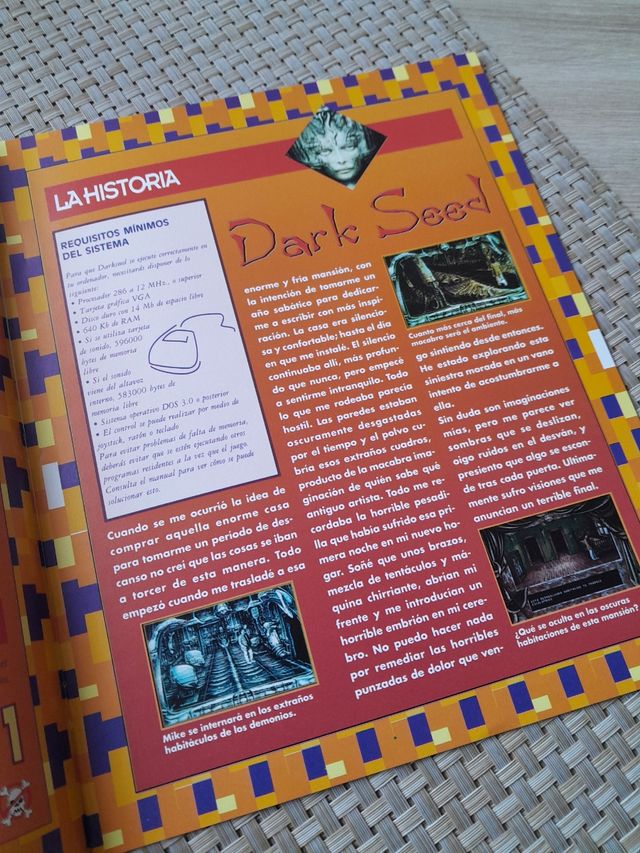 LA HISTORIA
Dark Seed
REQUISITOS MÍNIMOS
DEL SISTEMA
Para que Darkseed se ejecute correctamente en
tu ordenador, necesitarás disponer de lo
siguiente:
• Procesador 286 a 12 MHz., o superior
• Tarjeta gráfica VGA
• Disco duro con 14 Mb de espacio libre
• 640 Kb de RAM
• Si se utiliza tarjeta
de sonido, 596000
bytes de memoria
libre
• Si el sonido
viene del altavoz
interno, 583000 bytes de
memoria libre
• Sistema operativo DOS 3.0 o posterior
• El control se puede realizar por medio de
joystick, ratón o teclado
Para evitar problemas de falta de memoria,
deberás evitar que se estén ejecutando otros
programas residentes a la vez que el juego.
Consulta el manual para ver cómo se puede
solucionar esto.
Cuando se me ocurrió la idea de
comprar aquella enorme casa
para tomarme un período de des-
canso no creí que las cosas se iban
a torcer de esta manera. Todo
empezó cuando me trasladé a esa
Mike se internará en los extraños
habitáculos de los demonios.
enorme y fría mansión, con
la intención de tomarme un
año sabático para dedicar-
me a escribir con más inspi-
ración. La casa era silencio-
sa y confortable; hasta el día
en que me instalé. El silencio
continuaba allí, más profun-
do que nunca, pero empecé
a sentirme intranquilo. Todo
lo que me rodeaba parecía
hostil. Las paredes estaban
oscuramente desgastadas
por el tiempo y el polvo cu-
bría esos extraños cuadros,
producto de la macabra ima-
ginación de quién sabe qué
antiguo artista. Todo me re-
cordaba la horrible pesadi-
lla que había sufrido esa pri-
mera noche en mi nuevo ho-
gar. Soñé que unos brazos,
mezcla de tentáculos y má-
quina chirriante, abrían mi
frente y me introducían un
horrible embrión en mi cere-
bro. No puedo hacer nada
por remediar las horribles
punzadas de dolor que ven-
Cuanto más cerca del final, más
macabro será el ambiente.
go sintiendo desde entonces.
He estado explorando esta
siniestra morada en un vano
intento de acostumbrarme a
ella.
Sin duda son imaginaciones
mías, pero me parece ver
sombras que se deslizan,
oigo ruidos en el desván, y
presiento que algo se escon-
de tras cada puerta. Última-
mente sufro visiones que me
anuncian un terrible final.
¿Qué se oculta en las oscuras
habitaciones de esta mansión?
1